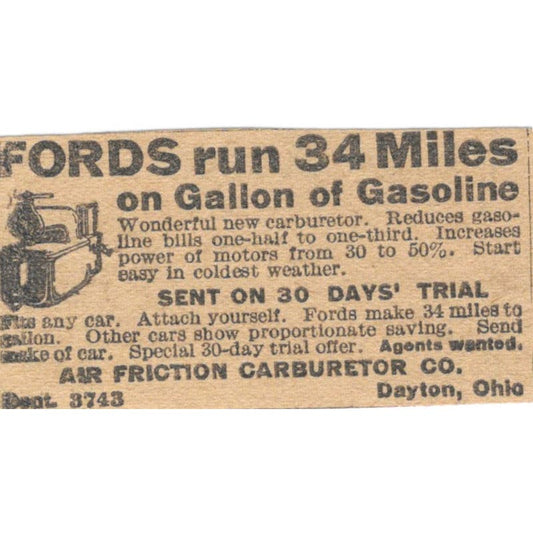 FORDS run 34 Miles
on Gallon of Gasoline
Wonderful new carburetor. Reduces gaso-
line bills one-half to one-third. Increases
power of motors from 30 to 50%. Start
easy in coldest weather.
SENT ON 30 DAYS' TRIAL
Fits any car. Attach yourself. Fords make 34 miles to
gallon. Other cars show proportionate saving. Send
make of car. Special 30-day trial offer. Agents wanted.
AIR FRICTION CARBURETOR CO.
Dept. 3743 Dayton, Ohio